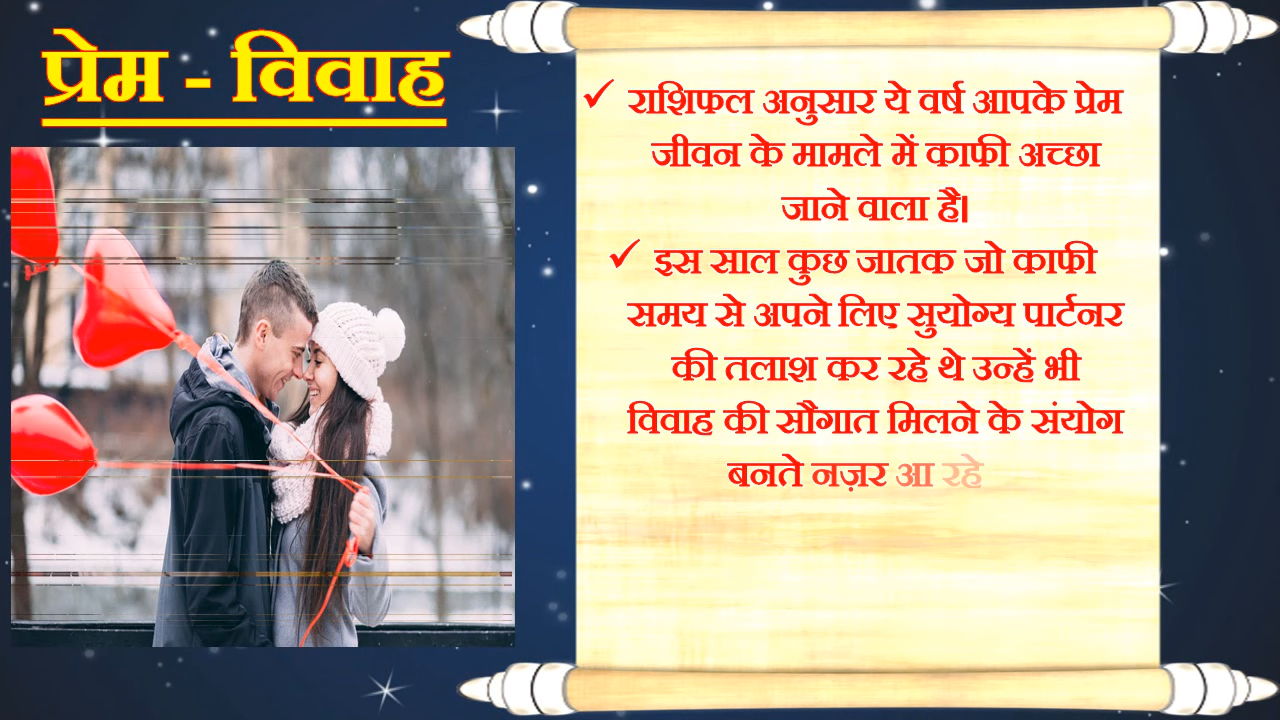 प्रेम - विवाह
✓ राशिफल अनुसार ये वर्ष आपके प्रेम
जीवन के मामले में काफी अच्छा
जाने वाला है।
✓ इस साल कुछ जातक जो काफी
समय से अपने लिए सुयोग्य पार्टनर
की तलाश कर रहे थे उन्हें भी
विवाह की सौगात मिलने के संयोग
बनते नज़र आ रहे